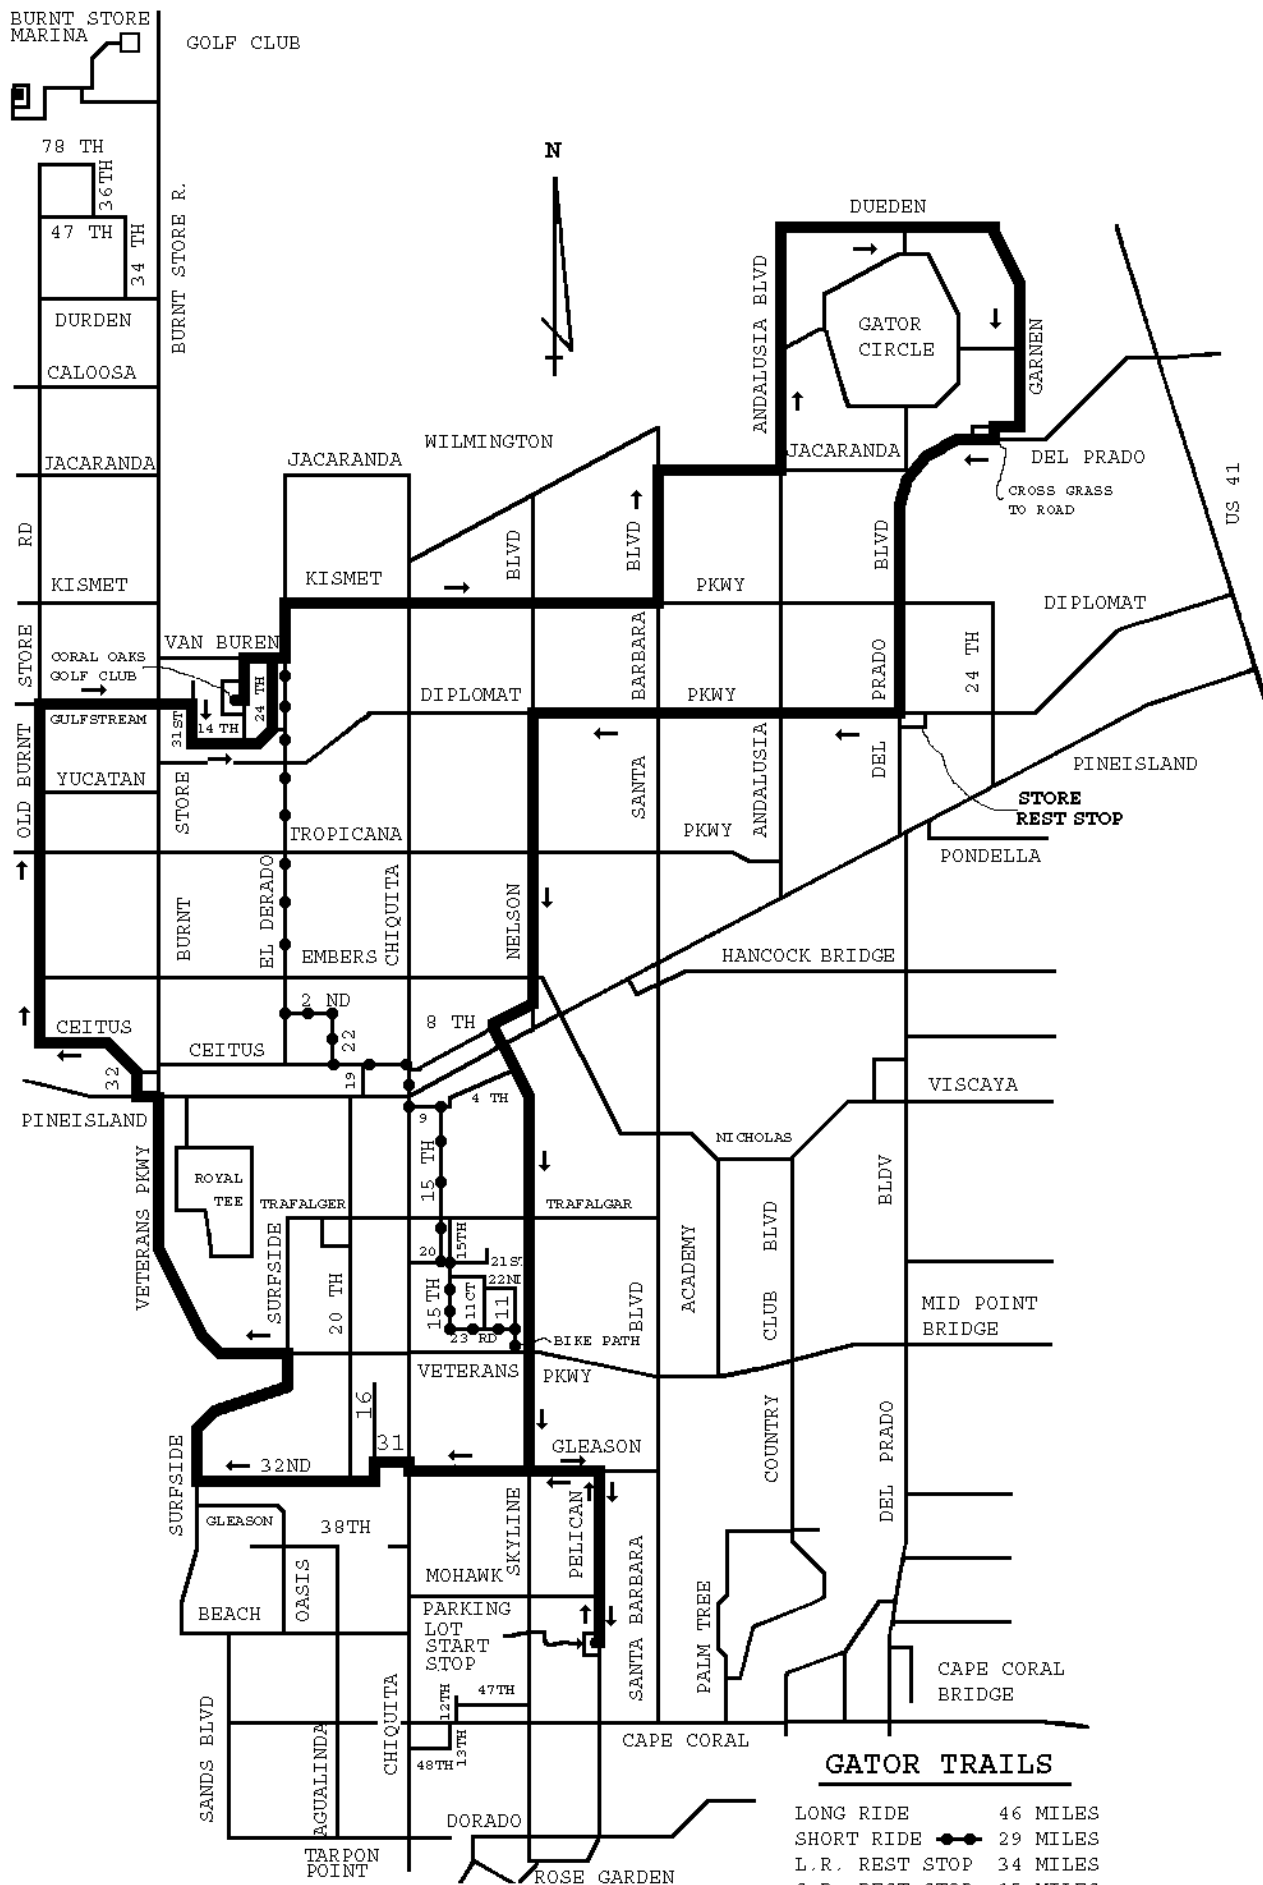 BURNT STORE
MARINA
GOLF CLUB
78 TH
36TH
47 TH
34 TH
BURNT STORE R.
N
DUEDEN
DURDEN
ANDALUSIA BLVD
GATOR
CIRCLE
GARNEN
CALOOSA
WILMINGTON
JACARANDA
JACARANDA
JACARANDA
DEL PRADO
CROSS GRASS
TO ROAD
US 41
RD
BLVD
BLVD
BLVD
KISMET
KISMET
PKWY
DIPLOMAT
STORE
VAN BUREN
CORAL OAKS
GOLF CLUB
24 TH
BARBARA
PRADO
24 TH
DIPLOMAT
PKWY
GULFSTREAM
31ST
14 TH
OLD BURNT
YUCATAN
STORE
SANTA
ANDALUSIA
DEL
PINEISLAND
STORE
REST STOP
TROPICANA
PKWY
PONDELLA
EL DERADO
CHIQUITA
NELSON
BURNT
EMBERS
HANCOCK BRIDGE
2 ND
CEITUS
22
8 TH
CEITUS
32
19
4 TH
VISCAYA
PINEISLAND
9
NICHOLAS
VETERANS PKWY
ROYAL
TEE
15 TH
BLDV
TRAFALGER
TRAFALGAR
SURFSIDE
20
15TH
21ST
ACADEMY
CLUB BLVD
20 TH
15TH
11CT
22N
11
BLVD
MID POINT
BRIDGE
23 RD
BIKE PATH
VETERANS
PKWY
16
31
GLEASON
COUNTRY
DEL PRADO
32ND
SURFSIDE
GLEASON
38TH
SKYLINE
PELICAN
OASIS
MOHAWK
BEACH
PARKING
LOT
START
STOP
SANTA BARBARA
PALM TREE
CAPE CORAL
BRIDGE
47TH
12TH
SANDS BLVD
AGUALINDA
CHIQUITA
13TH
48TH
CAPE CORAL
GATOR TRAILS
DORADO
LONG RIDE 46 MILES
SHORT RIDE 29 MILES
TARPON
POINT
L.R. REST STOP 34 MILES
ROSE GARDEN